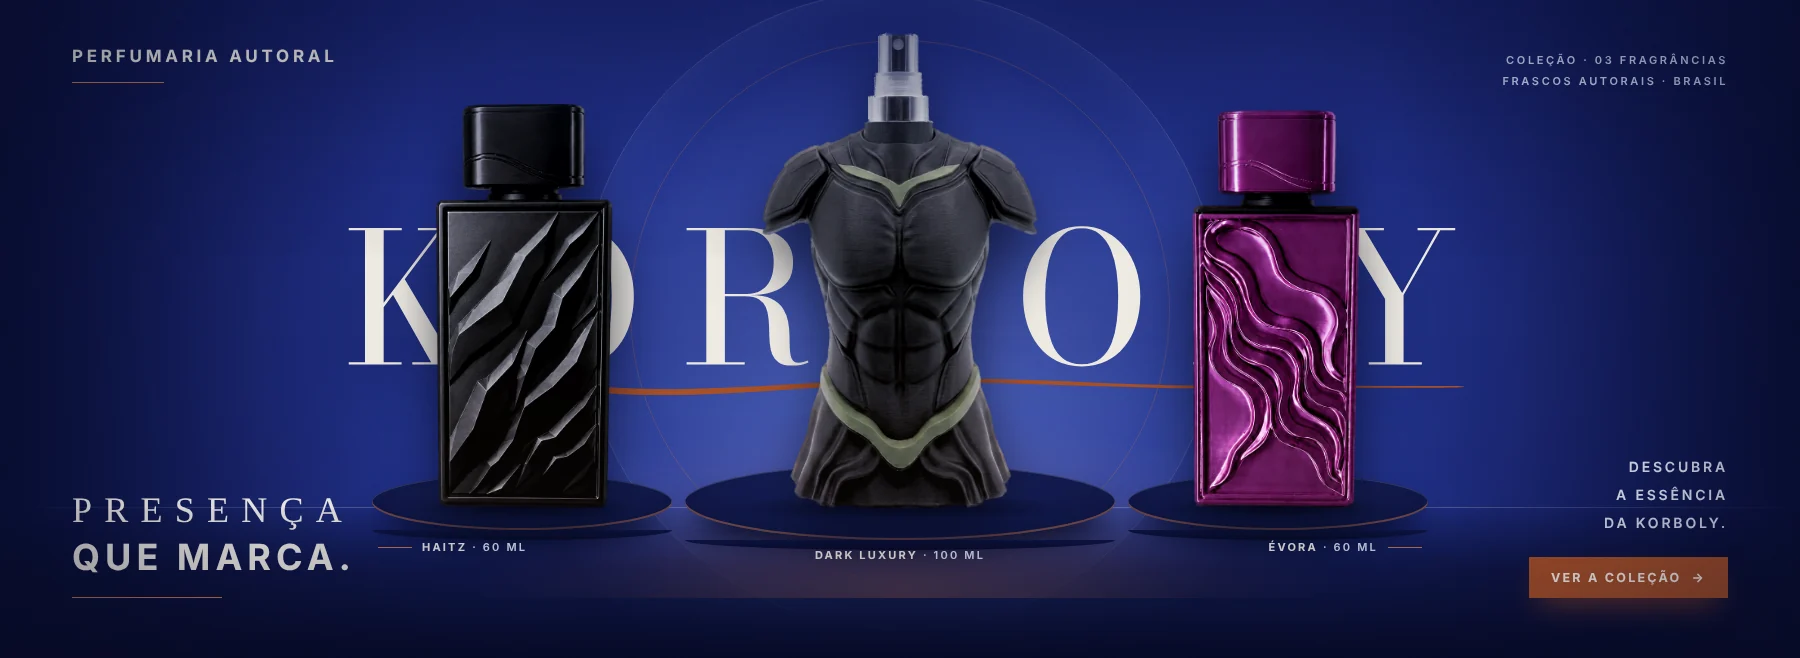 PERFUMARIA AUTORAL
COLEÇÃO · 03 FRAGRÂNCIAS
FRASCOS AUTORAIS · BRASIL
KORBOLY
PRESENÇA
QUE MARCA.
HAITZ · 60 ML
DARK LUXURY · 100 ML
ÉVORA · 60 ML
DESCUBRA
A ESSÊNCIA
DA KORBOLY.
VER A COLEÇÃO →